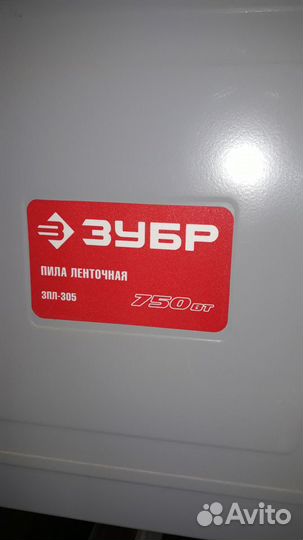 ЗУБР
ПИЛА ЛЕНТОЧНАЯ
ЗПЛ-305
750 ВТ
Avito